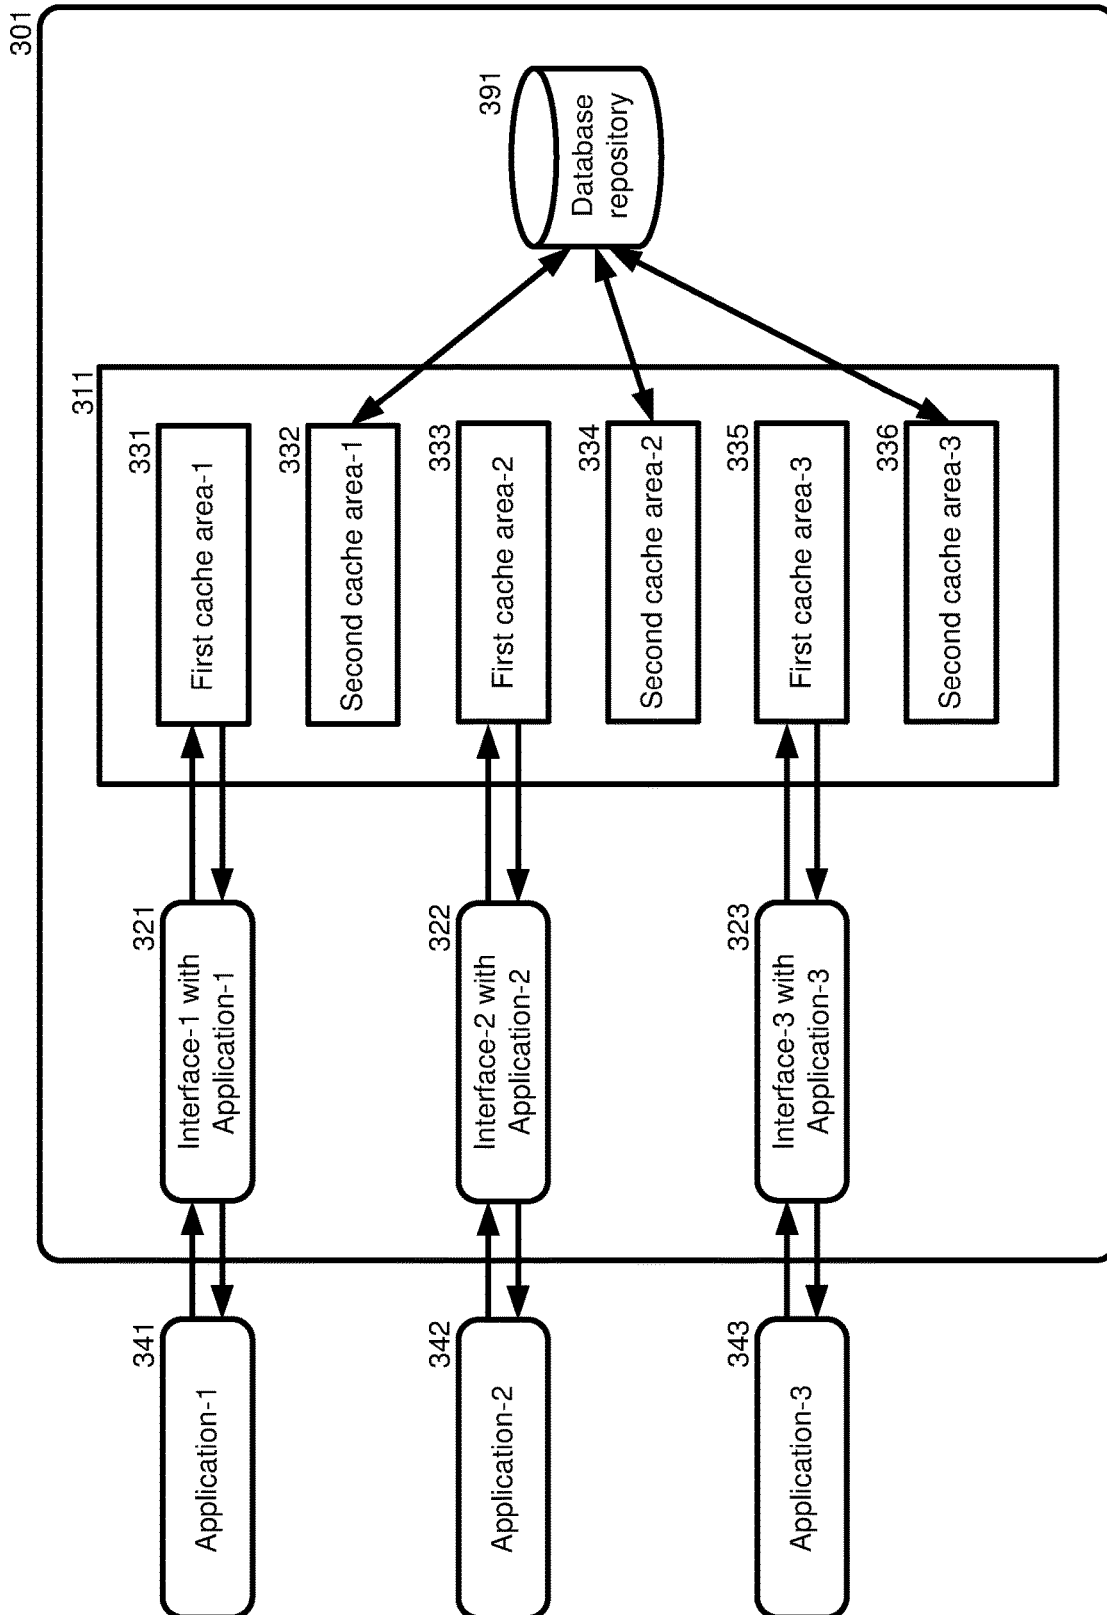 301
341
Application-1
321
Interface-1 with
Application-1
311
331
First cache area-1
332
Second cache area-1
391
Database
repository
342
Application-2
322
Interface-2 with
Application-2
333
First cache area-2
334
Second cache area-2
343
Application-3
323
Interface-3 with
Application-3
335
First cache area-3
336
Second cache area-3